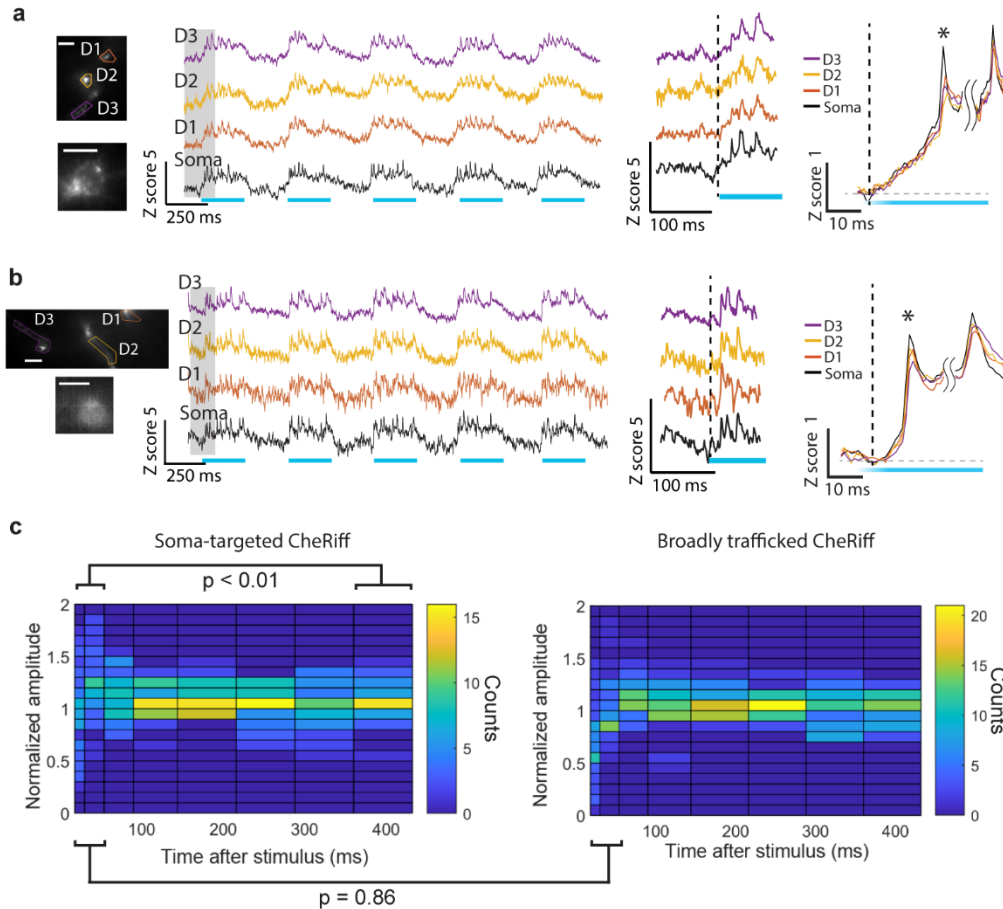 a
D1
D2
D3
D3
D2
D1
Soma
Z score 5
250 ms
Z score 5
100 ms
*
D3
D2
D1
Soma
Z score 1
10 ms
b
D3
D1
D2
D3
D2
D1
Soma
Z score 5
250 ms
Z score 5
100 ms
*
D3
D2
D1
Soma
Z score 1
10 ms
c
Soma-targeted CheRiff
p < 0.01
Normalized amplitude
2
1.5
1
0.5
0
100 200 300 400
Time after stimulus (ms)
15
10
5
0
Counts
Broadly trafficked CheRiff
Normalized amplitude
2
1.5
1
0.5
0
100 200 300 400
Time after stimulus (ms)
20
15
10
5
0
Counts
p = 0.86